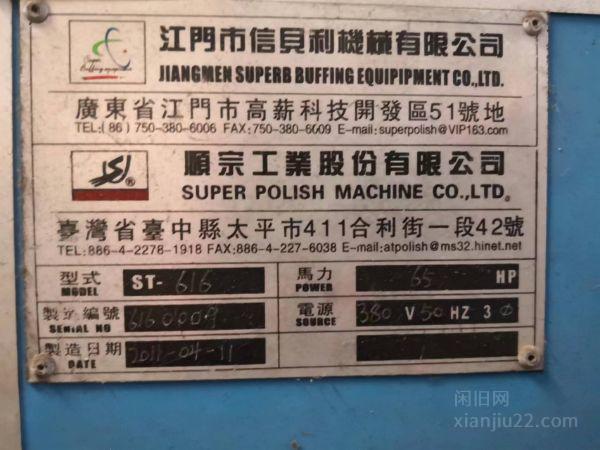 江門市信貝利機械有限公司
JIANGMEN SUPERB BUFFING EQUIPIPMENT CO.,LTD.
廣東省江門市高薪科技開發區51號地
TEL:(86)750-380-6006 FAX:750-380-6009 E-mail:superpolish@VIP163.com
順宗工業股份有限公司
SUPER POLISH MACHINE CO.,LTD.
臺灣省臺中縣太平市411合利街一段42號
TEL:886-4-2278-1918 FAX:886-4-227-6038 E-mail:atpolish@ms32.hinet.net
型式 ST-616 馬力 65 HP
MODEL POWER
製造編號 6160009 電源 380 V 50 HZ 3 Ø
SERIAL NO SOURCE
製造日期 2011-04-11
DATE
闲旧网
xianjiu22.com